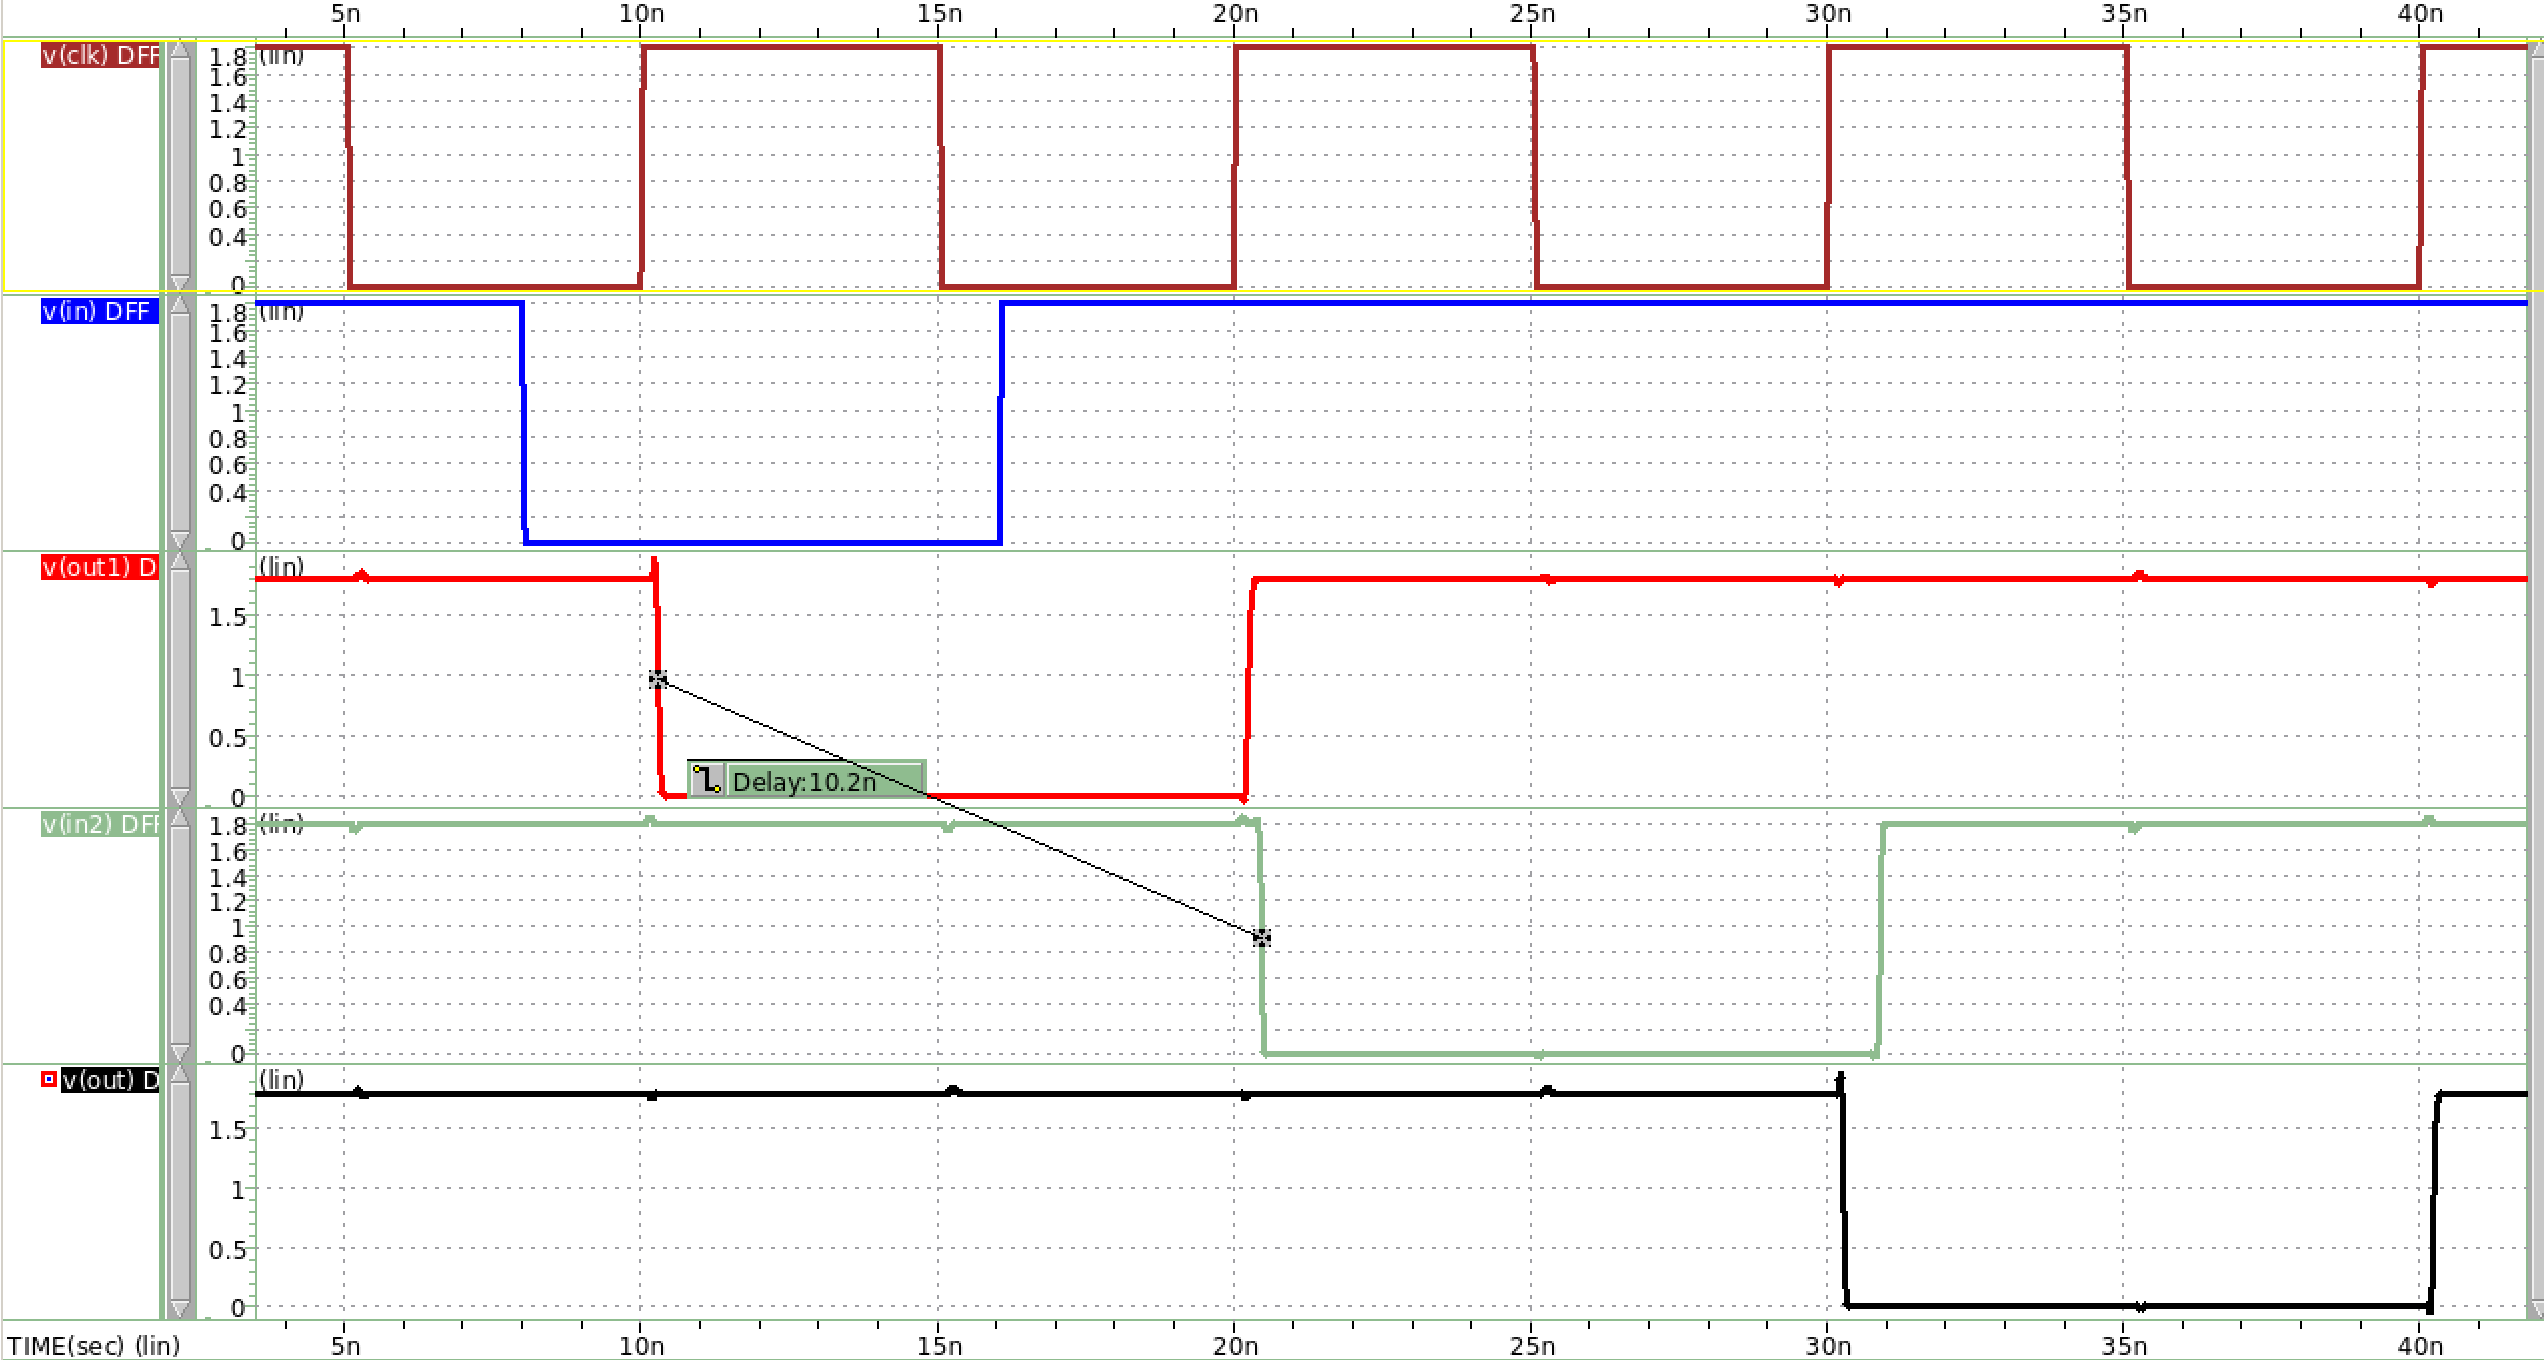 5n 10n 15n 20n 25n 30n 35n 40n
v(clk) DFF
(lin)
1.8
1.6
1.4
1.2
1
0.8
0.6
0.4
0
v(in) DFF
(lin)
1.8
1.6
1.4
1.2
1
0.8
0.6
0.4
0
v(out1) D
(lin)
1.5
1
0.5
0
Delay:10.2n
v(in2) DFF
(lin)
1.8
1.6
1.4
1.2
1
0.8
0.6
0.4
0
v(out) D
(lin)
1.5
1
0.5
0
TIME(sec) (lin) 5n 10n 15n 20n 25n 30n 35n 40n